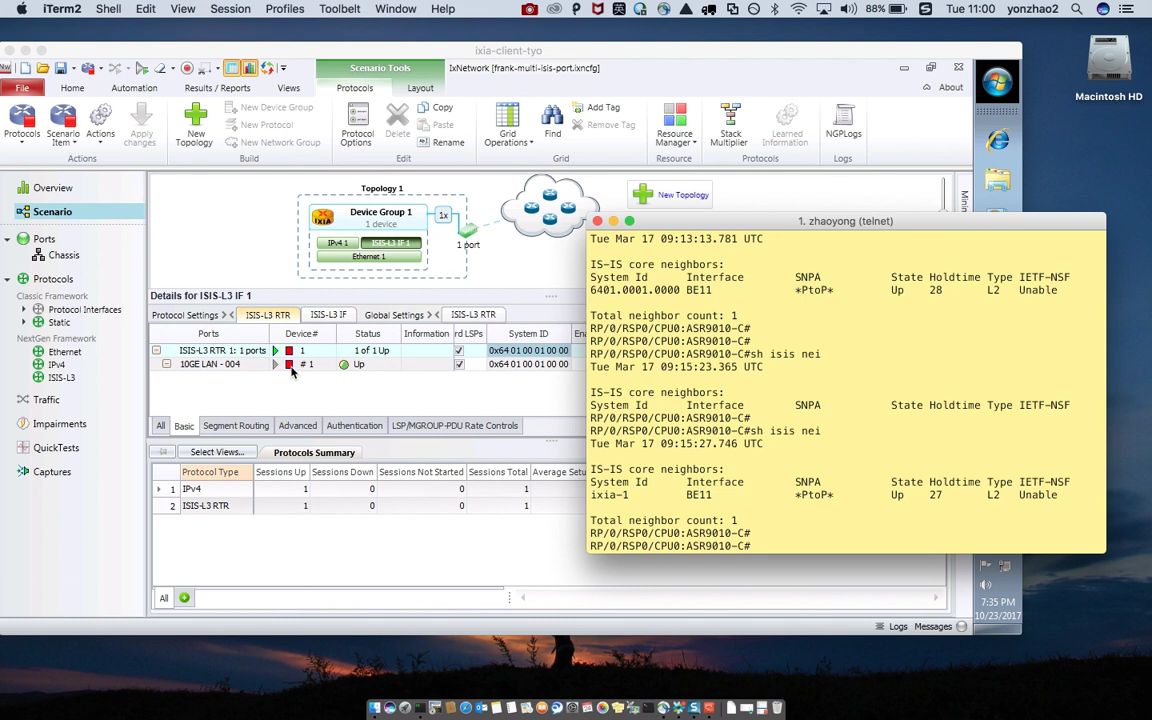 iTerm2 Shell Edit View Session Profiles Toolbelt Window Help 88% Tue 11:00 yonzhao2
ixia-client-tyo
Scenario Tools IxNetwork [frank-multi-isis-port.ixncfg]
File Home Automation Results / Reports Views Protocols Layout About
Protocols Scenario Item Actions Apply changes
New Topology New Device Group New Protocol New Network Group
Protocol Options Delete Copy Paste Rename
Grid Operations Find Add Tag Remove Tag
Resource Manager Stack Multiplier Learned Information NGPLogs
Actions Build Edit Grid Resource Protocols Logs
Overview
Scenario
Ports
Chassis
Protocols
Classic Framework
Protocol Interfaces
Static
NextGen Framework
Ethernet
IPv4
ISIS-L3
Traffic
Impairments
QuickTests
Captures
Topology 1
Device Group 1
1 device
1x
IPv4 1 ISIS-L3 IF 1
Ethernet 1
1 port
New Topology
Details for ISIS-L3 IF 1
Protocol Settings ISIS-L3 RTR ISIS-L3 IF Global Settings ISIS-L3 RTR
Ports Device# Status Information rd LSPs System ID
ISIS-L3 RTR 1: 1 ports 1 1 of 1 Up 0x64 01 00 01 00 00
10GE LAN - 004 # 1 Up 0x64 01 00 01 00 00
All Basic Segment Routing Advanced Authentication LSP/MGROUP-PDU Rate Controls
Select Views... Protocols Summary
Protocol Type Sessions Up Sessions Down Sessions Not Started Sessions Total Average Setu
1 IPv4 1 0 0 1
2 ISIS-L3 RTR 1 0 0 1
All
Logs Messages
1. zhaoyong (telnet)
Tue Mar 17 09:13:13.781 UTC
IS-IS core neighbors:
System Id Interface SNPA State Holdtime Type IETF-NSF
6401.0001.0000 BE11 *PtoP* Up 28 L2 Unable
Total neighbor count: 1
RP/0/RSP0/CPU0:ASR9010-C#
RP/0/RSP0/CPU0:ASR9010-C#
RP/0/RSP0/CPU0:ASR9010-C#sh isis nei
Tue Mar 17 09:15:23.365 UTC
IS-IS core neighbors:
System Id Interface SNPA State Holdtime Type IETF-NSF
RP/0/RSP0/CPU0:ASR9010-C#
RP/0/RSP0/CPU0:ASR9010-C#sh isis nei
Tue Mar 17 09:15:27.746 UTC
IS-IS core neighbors:
System Id Interface SNPA State Holdtime Type IETF-NSF
ixia-1 BE11 *PtoP* Up 27 L2 Unable
Total neighbor count: 1
RP/0/RSP0/CPU0:ASR9010-C#
RP/0/RSP0/CPU0:ASR9010-C#
Macintosh HD
7:35 PM
10/23/2017